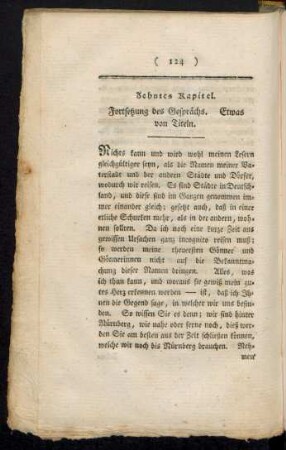 ( 124 )
Zehntes Kapitel.
Fortsetzung des Gesprächs. Etwas
von Titeln.
Nichts kann und wird wohl meinen Lesern
gleichgültiger seyn, als die Namen meiner Va-
terstadt und der andern Städte und Dörfer,
wodurch wir reisen. Es sind Städte in Deutsch-
land, und diese sind im Ganzen genommen im-
mer einander gleich; gesetzt auch, daß in einer
etliche Schurken mehr, als in der andern, woh-
nen sollten. Da ich noch eine kurze Zeit aus
gewissen Ursachen ganz incognito reisen muß:
so werden meine theuersten Gönner und
Gönnerinnen nicht auf die Bekanntma-
chung dieser Namen dringen. Alles, was
ich thun kann, und woraus sie gewiß mein gu-
tes Herz erkennen werden — ist, daß ich Ih-
nen die Gegend sage, in welcher wir uns befin-
den. So wissen Sie es denn: wir sind hinter
Nürnberg, wie nahe oder ferne noch, dieß wer-
den Sie am besten aus der Zeit schließen können,
welche wir noch bis Nürnberg brauchen. Meh-